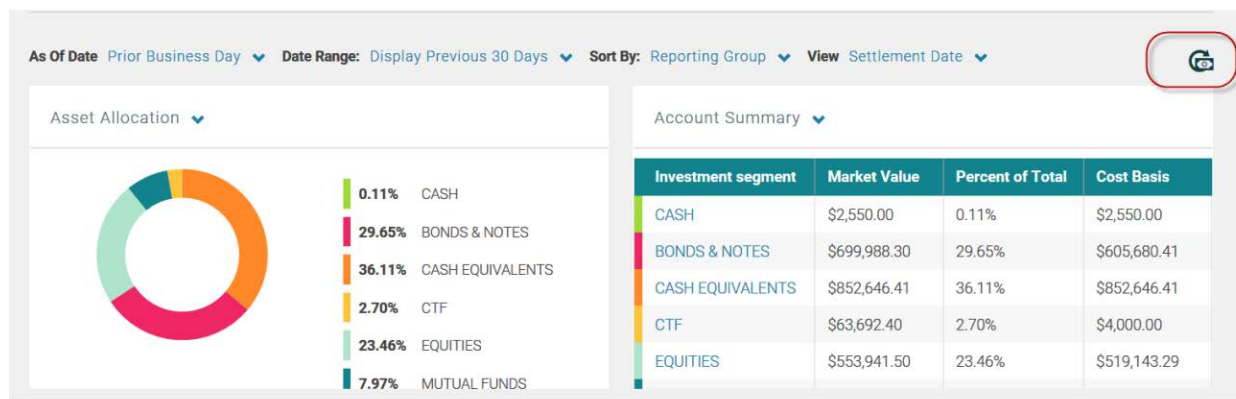 As Of Date Prior Business Day Date Range: Display Previous 30 Days Sort By: Reporting Group View Settlement Date
Asset Allocation
0.11% CASH
29.65% BONDS & NOTES
36.11% CASH EQUIVALENTS
2.70% CTF
23.46% EQUITIES
7.97% MUTUAL FUNDS
Account Summary
Investment segment Market Value Percent of Total Cost Basis
CASH $2,550.00 0.11% $2,550.00
BONDS & NOTES $699,988.30 29.65% $605,680.41
CASH EQUIVALENTS $852,646.41 36.11% $852,646.41
CTF $63,692.40 2.70% $4,000.00
EQUITIES $553,941.50 23.46% $519,143.29